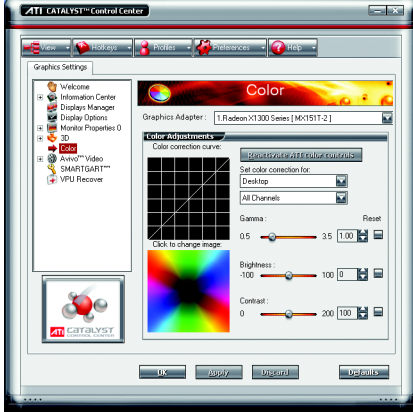 ATI CATALYST™ Control Center
View
Hotkeys
Profiles
Preferences
Help
Graphics Settings
Welcome
Information Center
Displays Manager
Display Options
Monitor Properties 0
3D
Color
Avivo™ Video
SMARTGART™
VPU Recover
ATI CATALYST
CONTROL CENTER
Color
Graphics Adapter : 1.Radeon X1300 Series [ MX151T-2 ]
Color Adjustments
Color correction curve:
Click to change image:
Reactivate ATI color controls
Set color correction for:
Desktop
All Channels
Gamma : Reset
0.5 3.5 1.00
Brightness :
-100 100 0
Contrast :
0 200 100
OK Apply Discard Defaults